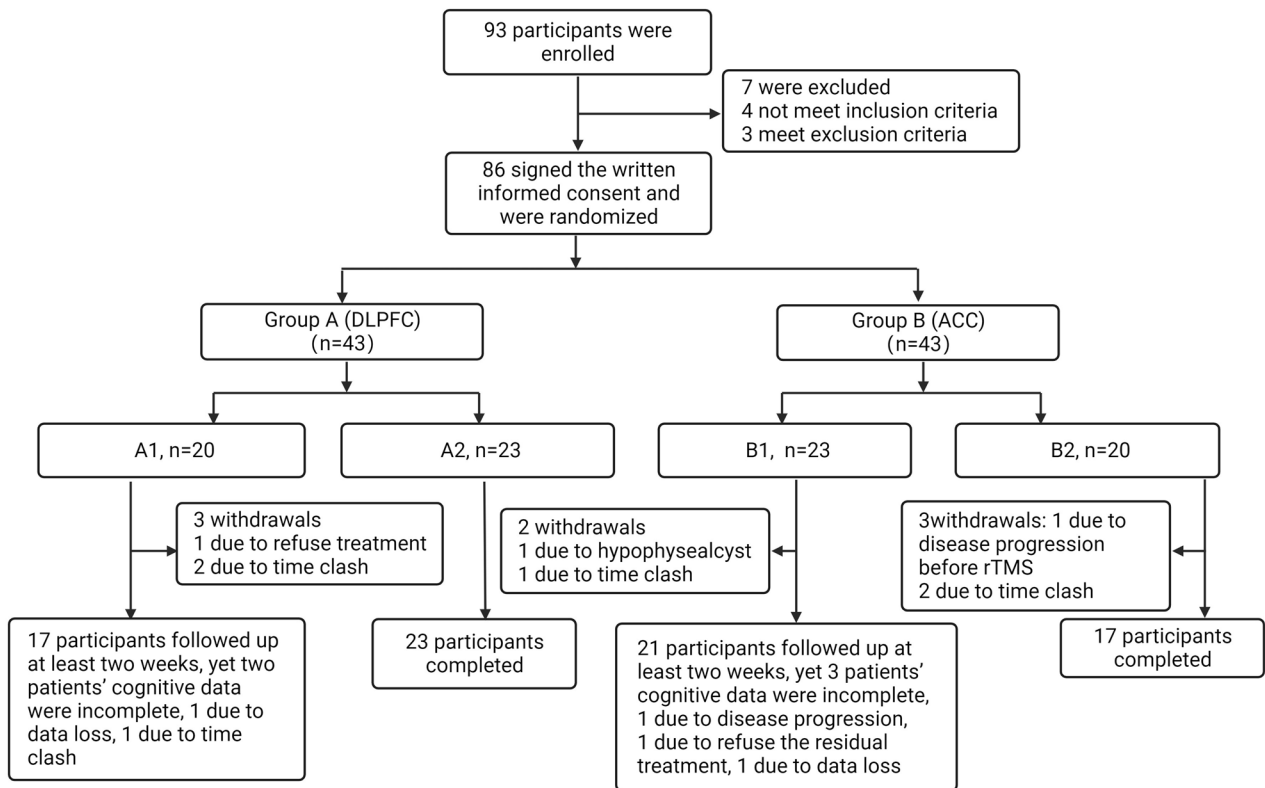 93 participants were
enrolled
7 were excluded
4 not meet inclusion criteria
3 meet exclusion criteria
86 signed the written
informed consent and
were randomized
Group A (DLPFC)
(n=43)
Group B (ACC)
(n=43)
A1, n=20
A2, n=23
B1, n=23
B2, n=20
3 withdrawals
1 due to refuse treatment
2 due to time clash
2 withdrawals
1 due to hypophysealcyst
1 due to time clash
3withdrawals: 1 due to
disease progression
before rTMS
2 due to time clash
17 participants followed up
at least two weeks, yet two
patients’ cognitive data
were incomplete, 1 due to
data loss, 1 due to time
clash
23 participants
completed
21 participants followed up at
least two weeks, yet 3 patients’
cognitive data were incomplete,
1 due to disease progression,
1 due to refuse the residual
treatment, 1 due to data loss
17 participants
completed